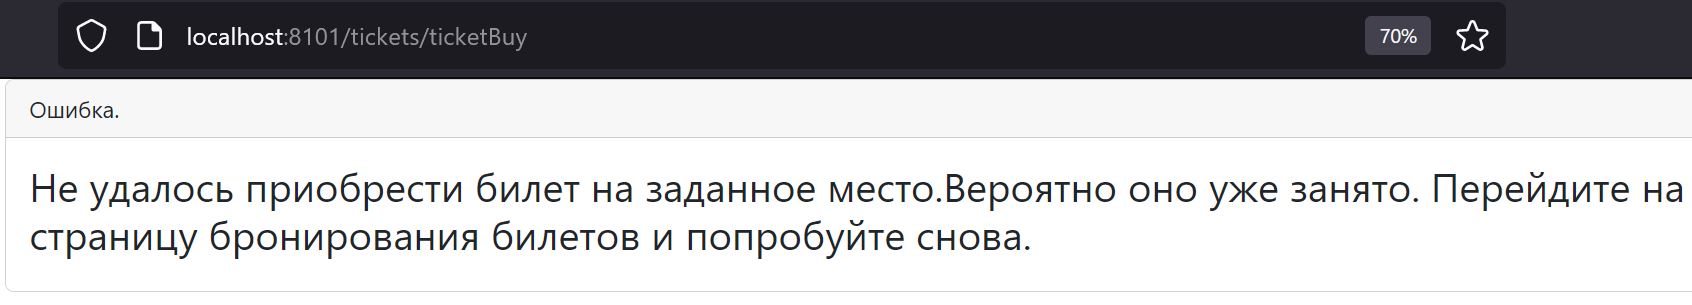 localhost:8101/tickets/ticketBuy
70%
Ошибка.
Не удалось приобрести билет на заданное место.Вероятно оно уже занято. Перейдите на
страницу бронирования билетов и попробуйте снова.